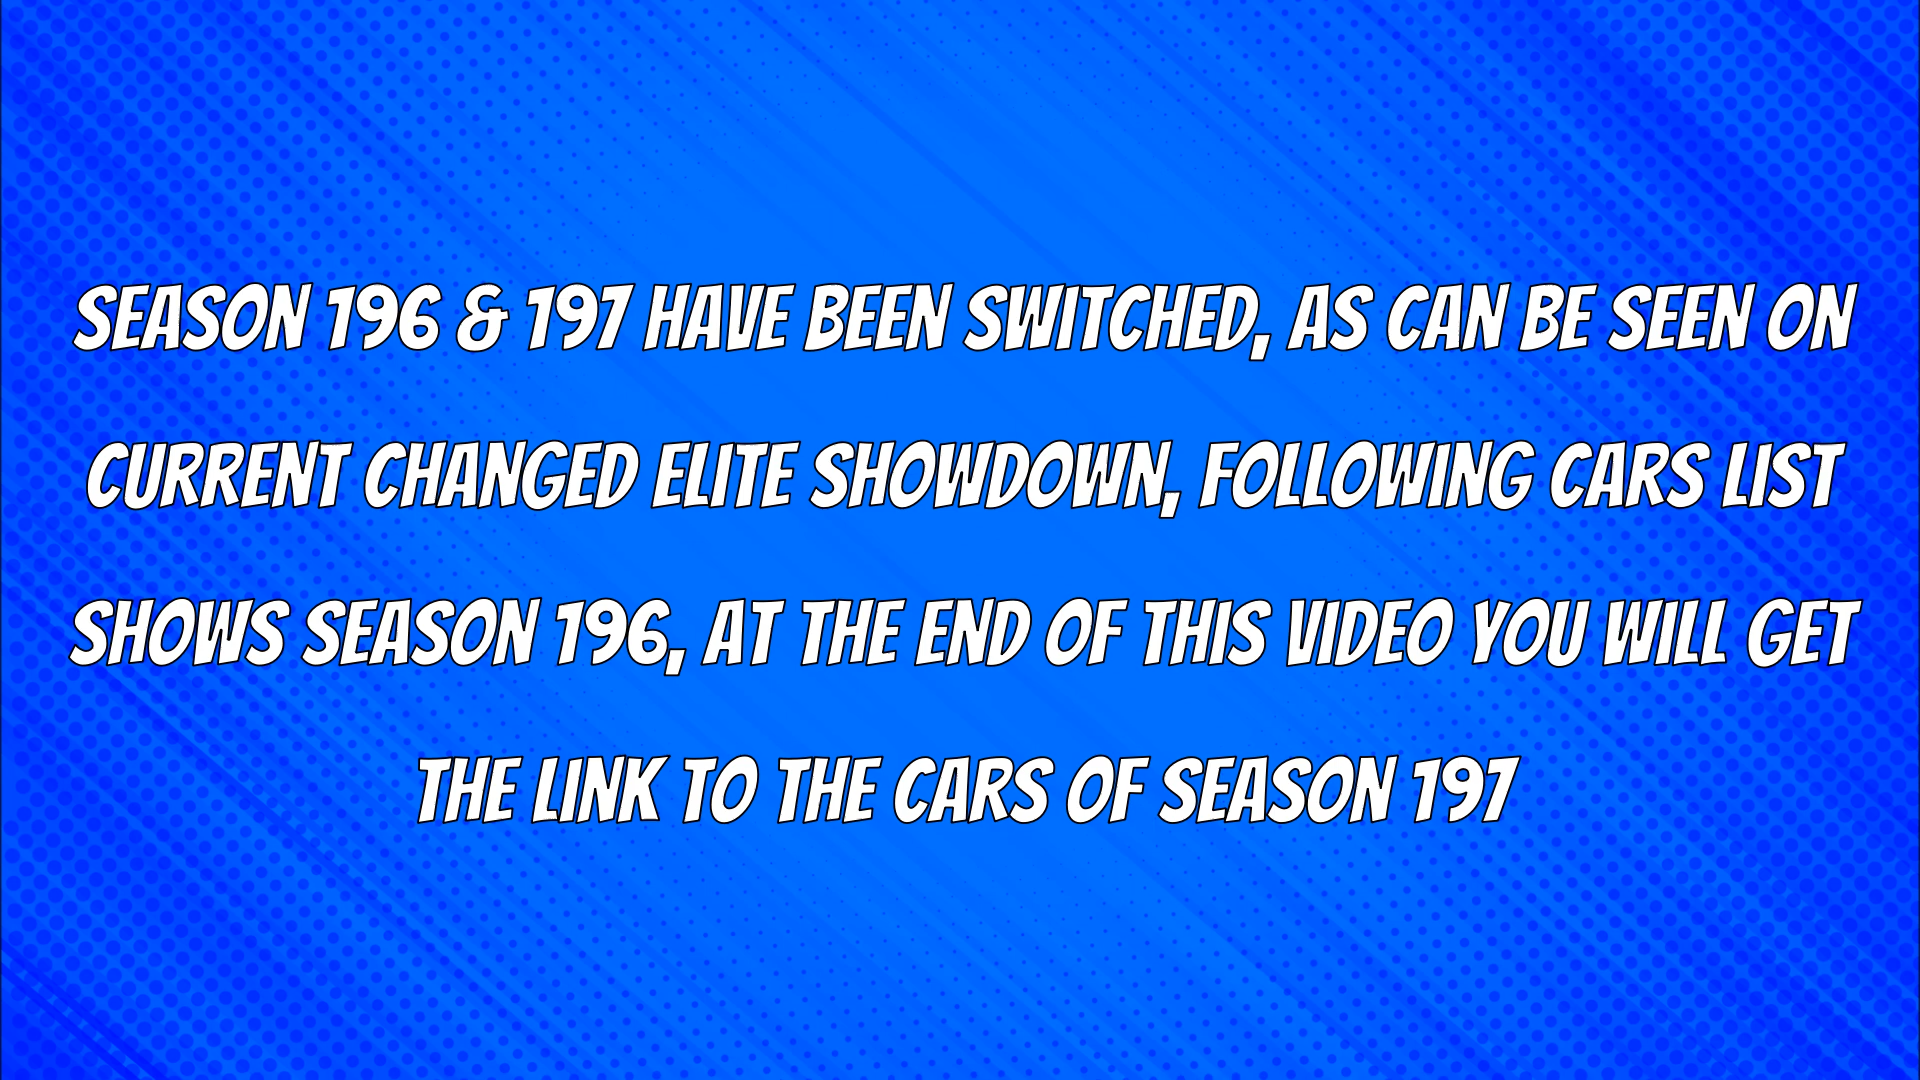 SEASON 196 & 197 HAVE BEEN SWITCHED, AS CAN BE SEEN ON
CURRENT CHANGED ELITE SHOWDOWN, FOLLOWING CARS LIST
SHOWS SEASON 196, AT THE END OF THIS VIDEO YOU WILL GET
THE LINK TO THE CARS OF SEASON 197